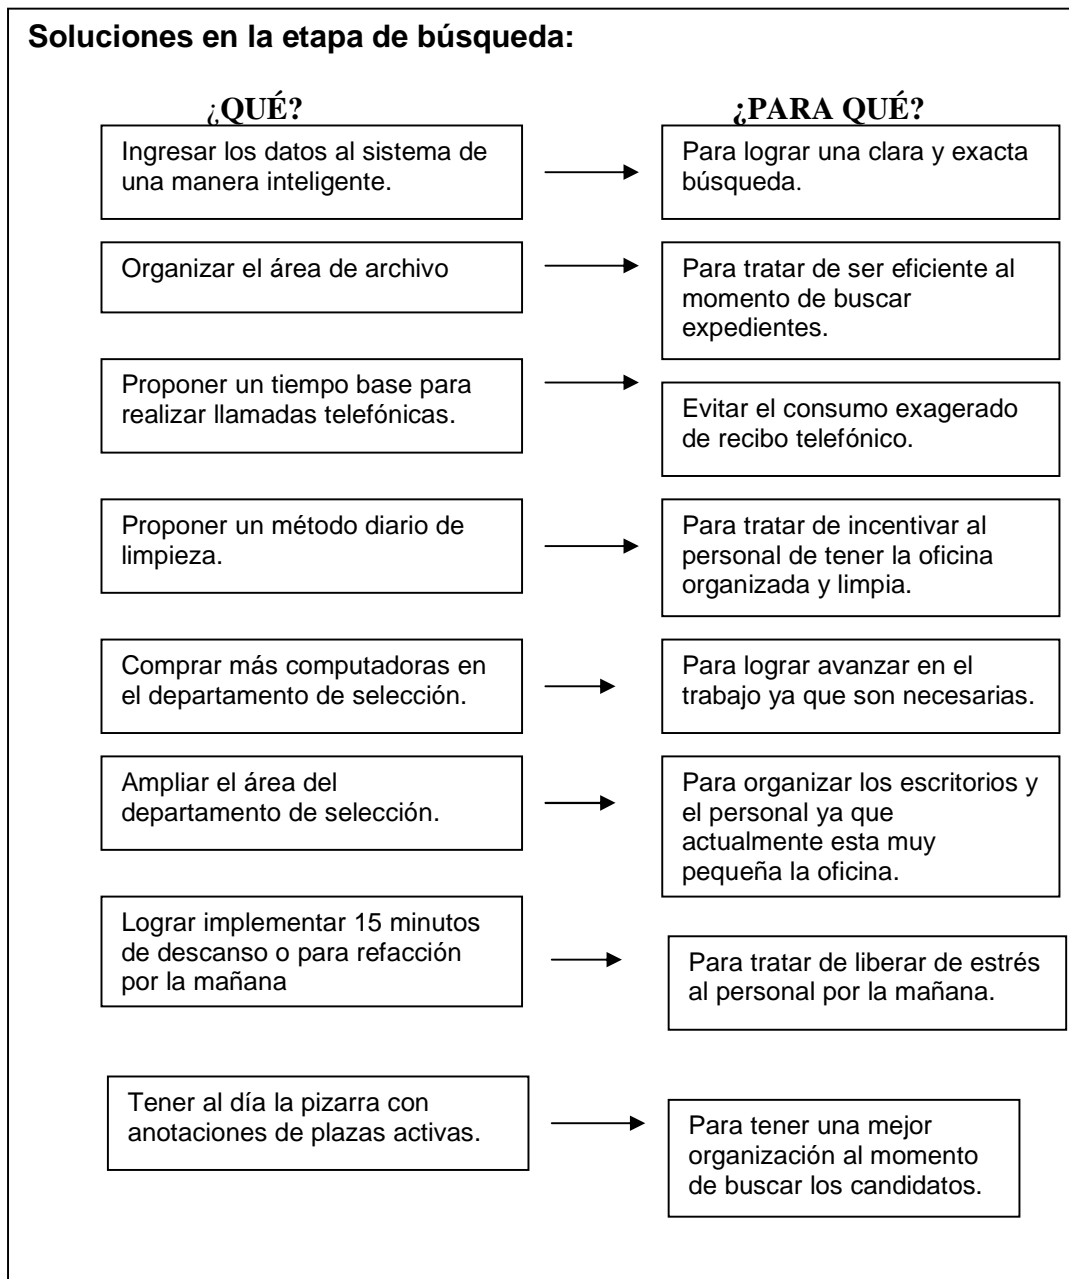 Soluciones en la etapa de búsqueda:
¿QUÉ?
¿PARA QUÉ?
Ingresar los datos al sistema de
una manera inteligente.
Para lograr una clara y exacta
búsqueda.
Organizar el área de archivo
Para tratar de ser eficiente al
momento de buscar
expedientes.
Proponer un tiempo base para
realizar llamadas telefónicas.
Evitar el consumo exagerado
de recibo telefónico.
Proponer un método diario de
limpieza.
Para tratar de incentivar al
personal de tener la oficina
organizada y limpia.
Comprar más computadoras en
el departamento de selección.
Para lograr avanzar en el
trabajo ya que son necesarias.
Ampliar el área del
departamento de selección.
Para organizar los escritorios y
el personal ya que
actualmente esta muy
pequeña la oficina.
Lograr implementar 15 minutos
de descanso o para refacción
por la mañana
Para tratar de liberar de estrés
al personal por la mañana.
Tener al día la pizarra con
anotaciones de plazas activas.
Para tener una mejor
organización al momento
de buscar los candidatos.